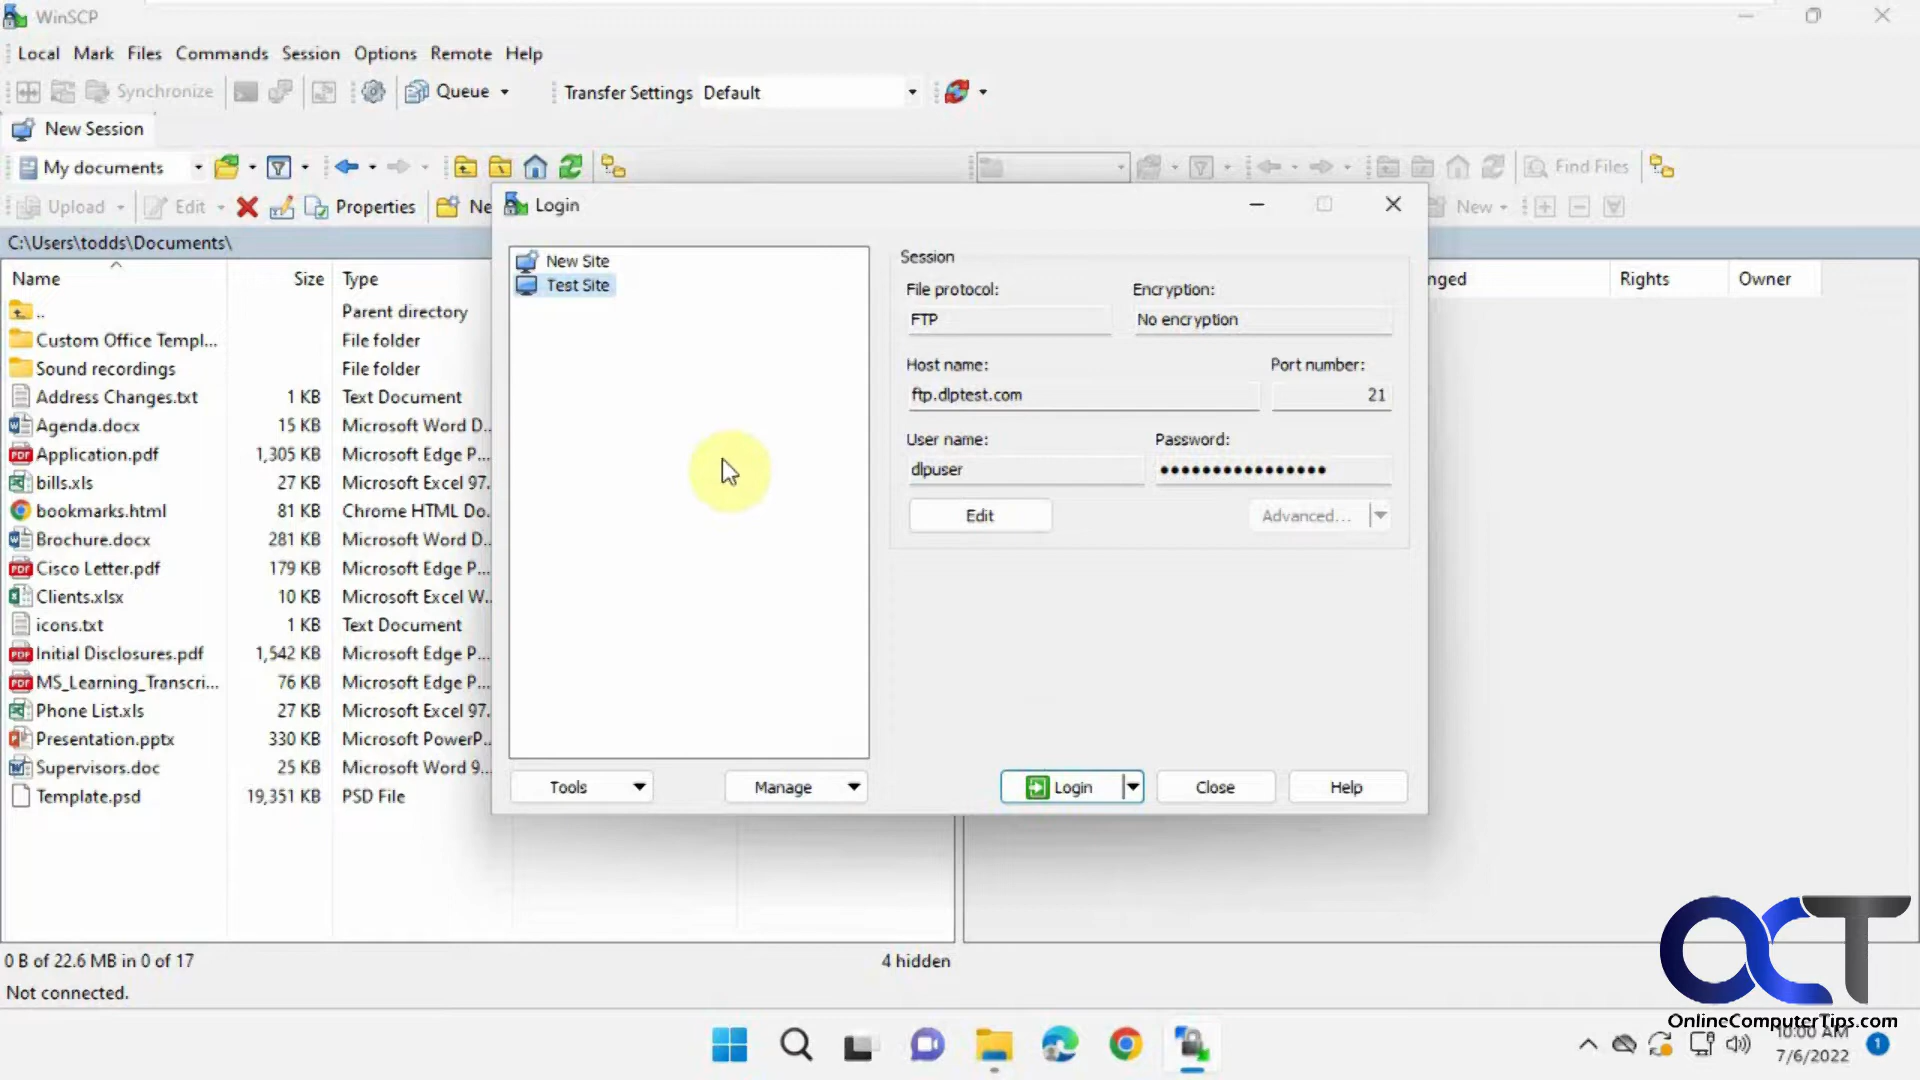 WinSCP
Local Mark Files Commands Session Options Remote Help
Synchronize Queue Transfer Settings Default
New Session
My documents Find Files
Upload Edit Properties Ne New
Login
C:\Users\todds\Documents\
Name Size Type nged Rights Owner
.. Parent directory
Custom Office Templ... File folder
Sound recordings File folder
Address Changes.txt 1 KB Text Document
Agenda.docx 15 KB Microsoft Word D...
Application.pdf 1,305 KB Microsoft Edge P...
bills.xls 27 KB Microsoft Excel 97.
bookmarks.html 81 KB Chrome HTML Do.
Brochure.docx 281 KB Microsoft Word D...
Cisco Letter.pdf 179 KB Microsoft Edge P...
Clients.xlsx 10 KB Microsoft Excel W...
icons.txt 1 KB Text Document
Initial Disclosures.pdf 1,542 KB Microsoft Edge P...
MS_Learning_Transcri... 76 KB Microsoft Edge P...
Phone List.xls 27 KB Microsoft Excel 97.
Presentation.pptx 330 KB Microsoft PowerP...
Supervisors.doc 25 KB Microsoft Word 9...
Template.psd 19,351 KB PSD File
New Site
Test Site
Session
File protocol: Encryption:
FTP No encryption
Host name: Port number:
ftp.dlptest.com 21
User name: Password:
dlpuser ••••••••••••••••
Edit Advanced...
Tools Manage Login Close Help
0 B of 22.6 MB in 0 of 17 4 hidden
Not connected.
OCT
OnlineComputerTips.com
10:00 AM
7/6/2022 1